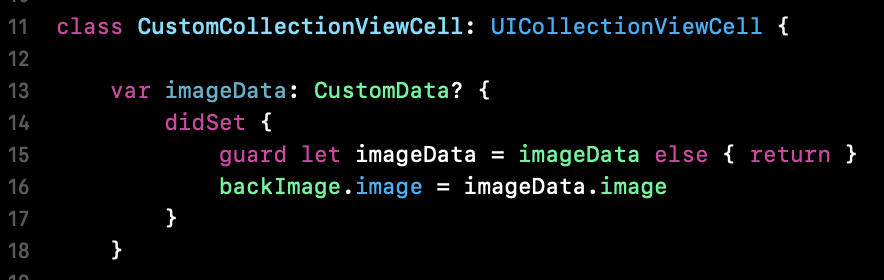 11 class CustomCollectionViewCell: UICollectionViewCell {
12
13 var imageData: CustomData? {
14 didSet {
15 guard let imageData = imageData else { return }
16 backImage.image = imageData.image
17 }
18 }